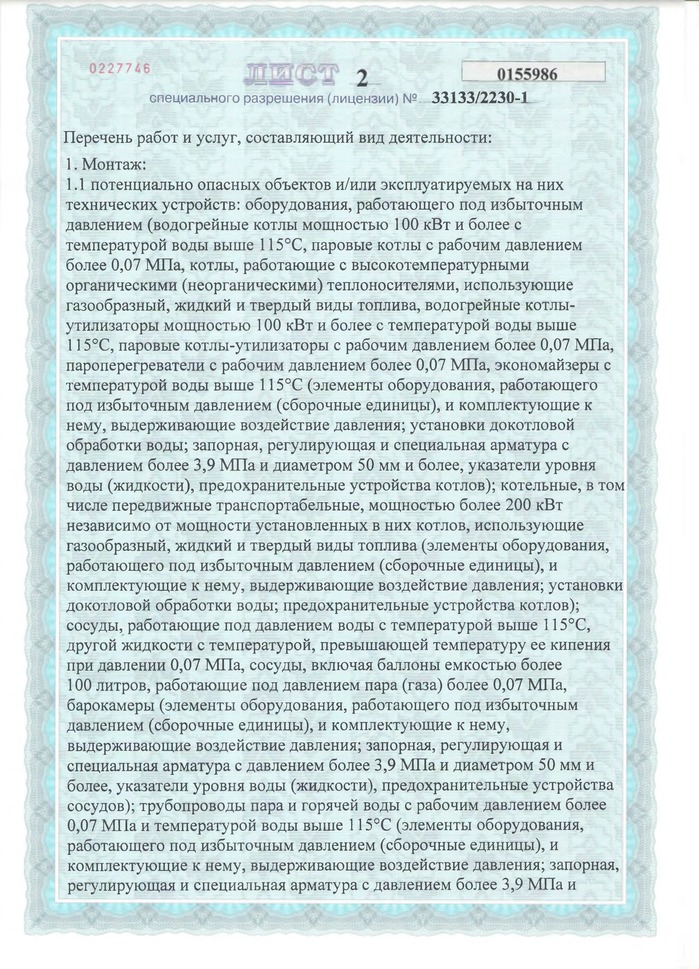 0227746
ЛИСТ 2
0155986
специального разрешения (лицензии) № 33133/2230-1
Перечень работ и услуг, составляющий вид деятельности:
1. Монтаж:
1.1 потенциально опасных объектов и/или эксплуатируемых на них
технических устройств: оборудования, работающего под избыточным
давлением (водогрейные котлы мощностью 100 кВт и более с
температурой воды выше 115°С, паровые котлы с рабочим давлением
более 0,07 МПа, котлы, работающие с высокотемпературными
органическими (неорганическими) теплоносителями, использующие
газообразный, жидкий и твердый виды топлива, водогрейные котлы-
утилизаторы мощностью 100 кВт и более с температурой воды выше
115°С, паровые котлы-утилизаторы с рабочим давлением более 0,07 МПа,
пароперегреватели с рабочим давлением более 0,07 МПа, экономайзеры с
температурой воды выше 115°С (элементы оборудования, работающего
под избыточным давлением (сборочные единицы), и комплектующие к
нему, выдерживающие воздействие давления; установки докотловой
обработки воды; запорная, регулирующая и специальная арматура с
давлением более 3,9 МПа и диаметром 50 мм и более, указатели уровня
воды (жидкости), предохранительные устройства котлов); котельные, в том
числе передвижные транспортабельные, мощностью более 200 кВт
независимо от мощности установленных в них котлов, использующие
газообразный, жидкий и твердый виды топлива (элементы оборудования,
работающего под избыточным давлением (сборочные единицы), и
комплектующие к нему, выдерживающие воздействие давления; установки
докотловой обработки воды; предохранительные устройства котлов);
сосуды, работающие под давлением воды с температурой выше 115°С,
другой жидкости с температурой, превышающей температуру ее кипения
при давлении 0,07 МПа, сосуды, включая баллоны емкостью более
100 литров, работающие под давлением пара (газа) более 0,07 МПа,
барокамеры (элементы оборудования, работающего под избыточным
давлением (сборочные единицы), и комплектующие к нему,
выдерживающие воздействие давления; запорная, регулирующая и
специальная арматура с давлением более 3,9 МПа и диаметром 50 мм и
более, указатели уровня воды (жидкости), предохранительные устройства
сосудов); трубопроводы пара и горячей воды с рабочим давлением более
0,07 МПа и температурой воды выше 115°С (элементы оборудования,
работающего под избыточным давлением (сборочные единицы), и
комплектующие к нему, выдерживающие воздействие давления; запорная,
регулирующая и специальная арматура с давлением более 3,9 МПа и